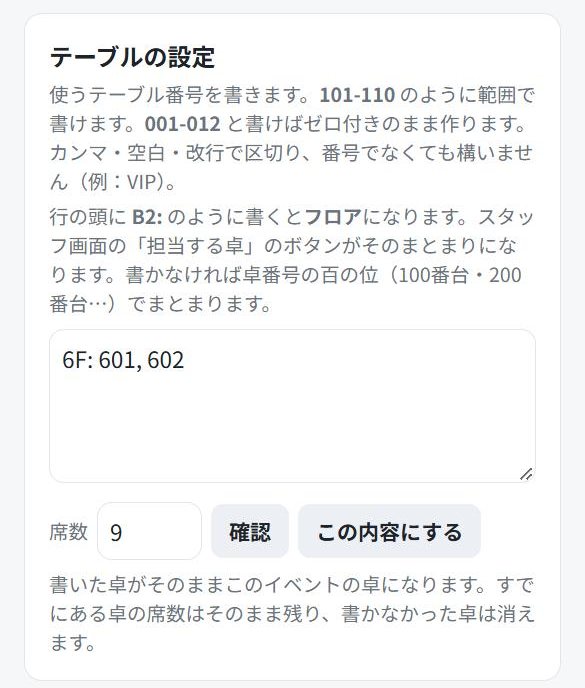 テーブルの設定
使うテーブル番号を書きます。101-110 のように範囲で
書けます。001-012 と書けばゼロ付きのまま作ります。
カンマ・空白・改行で区切り、番号でなくても構いませ
ん（例：VIP）。
行の頭に B2: のように書くとフロアになります。スタッ
フ画面の「担当する卓」のボタンがそのまとまりにな
ります。書かなければ卓番号の百の位（100番台・200
番台…）でまとまります。
6F: 601, 602
席数 9 確認 この内容にする
書いた卓がそのままこのイベントの卓になります。すで
にある卓の席数はそのまま残り、書かなかった卓は消え
ます。